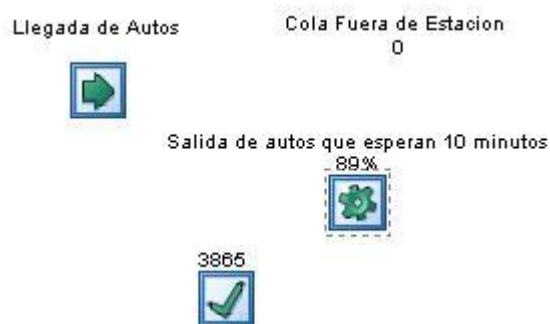 Llegada de Autos
Cola Fuera de Estacion
0
Salida de autos que esperan 10 minutos
89%
3865